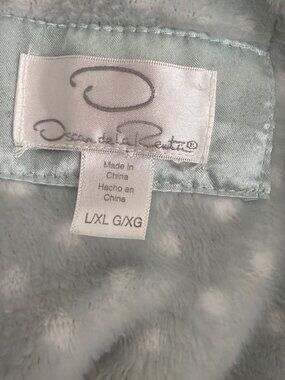 Oscar de la Renta®
Made in
China
Hecho en
China
L/XL G/XG